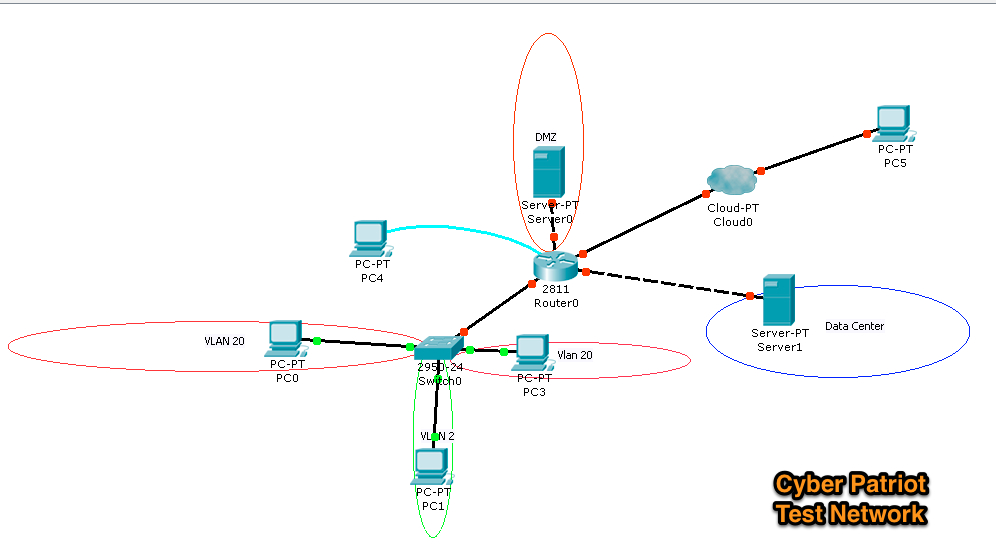 DMZ
Server-PT
Server0
PC-PT
PC5
Cloud-PT
Cloud0
PC-PT
PC4
2811
Router0
Server-PT
Server1
Data Center
VLAN 20
PC-PT
PC0
2950-24
Switch0
Vlan 20
PC-PT
PC3
VLAN 2
PC-PT
PC1
Cyber Patriot
Test Network